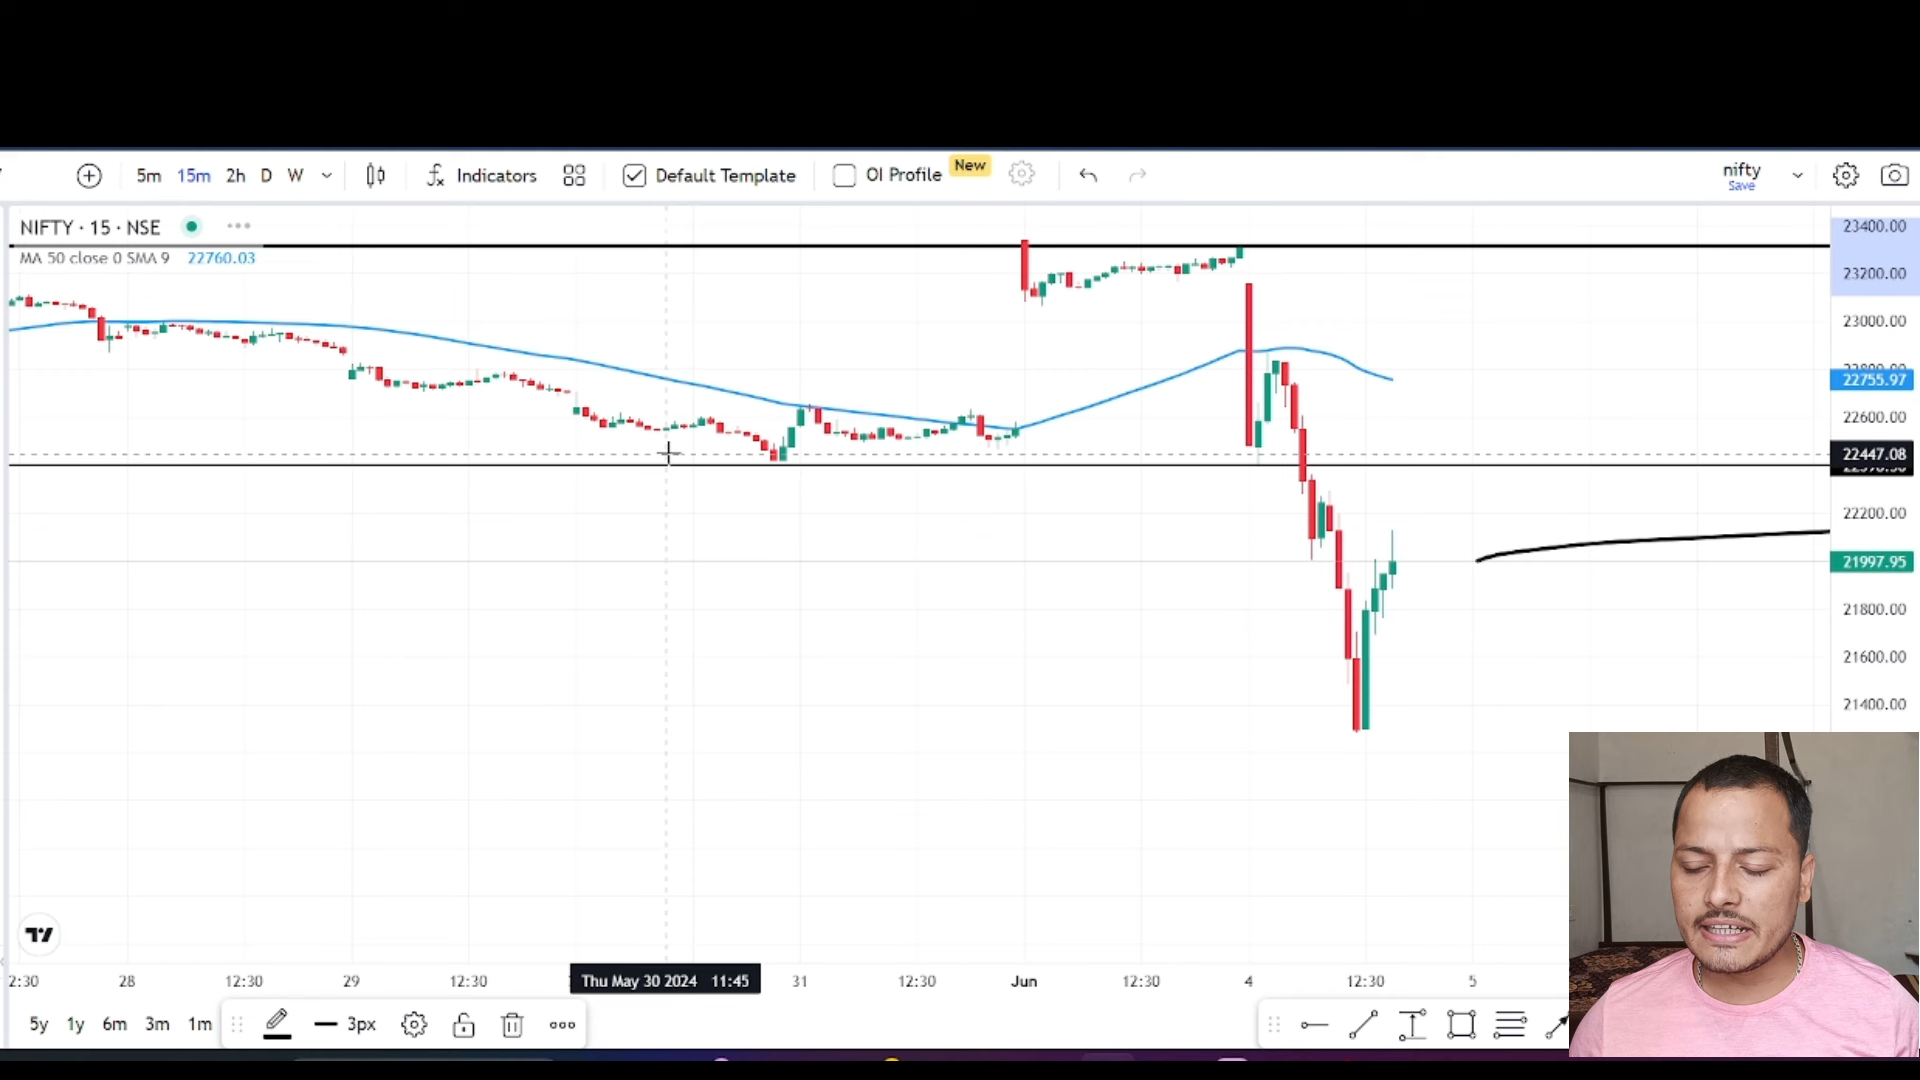 5m 15m 2h D W Indicators Default Template OI Profile New nifty
Save
NIFTY · 15 · NSE
MA 50 close 0 SMA 9 22760.03
23400.00
23200.00
23000.00
22755.97
22600.00
22447.08
22200.00
21997.95
21800.00
21600.00
21400.00
2:30 28 12:30 29 12:30 Thu May 30 2024 11:45 31 12:30 Jun 12:30 4 12:30 5
5y 1y 6m 3m 1m 3px